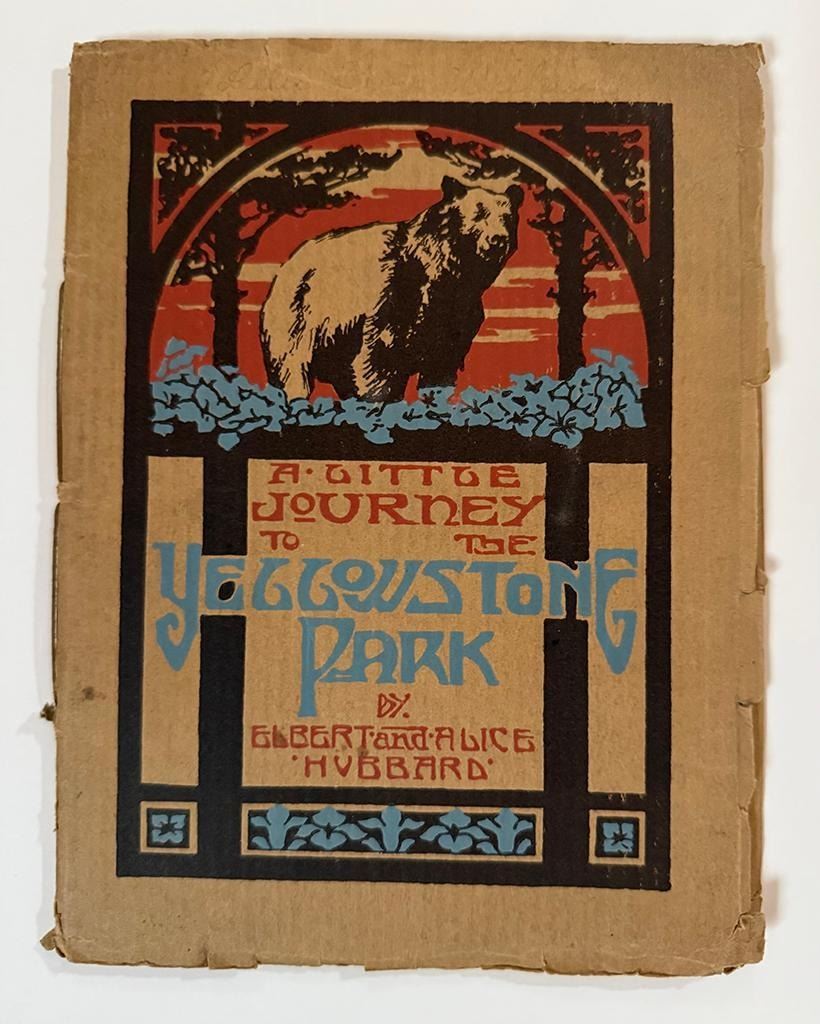 A·LITTLE
JOURNEY
TO THE
YELLOWSTONE
PARK
BY.
ELBERT·and·ALICE
·HUBBARD·